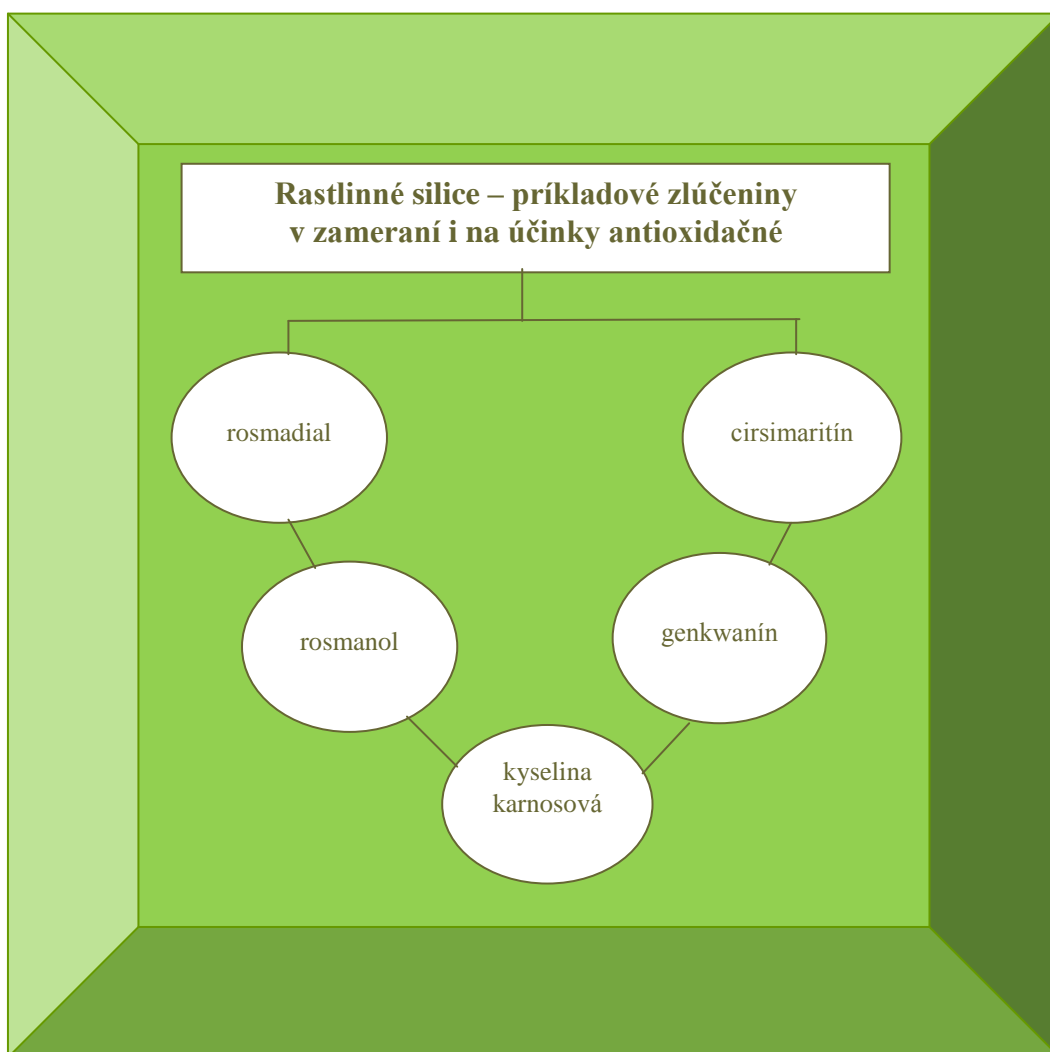 Rastlinné silice – príkladové zlúčeniny
v zameraní i na účinky antioxidačné
rosmadial
cirsimaritín
rosmanol
genkwanín
kyselina
karnosová